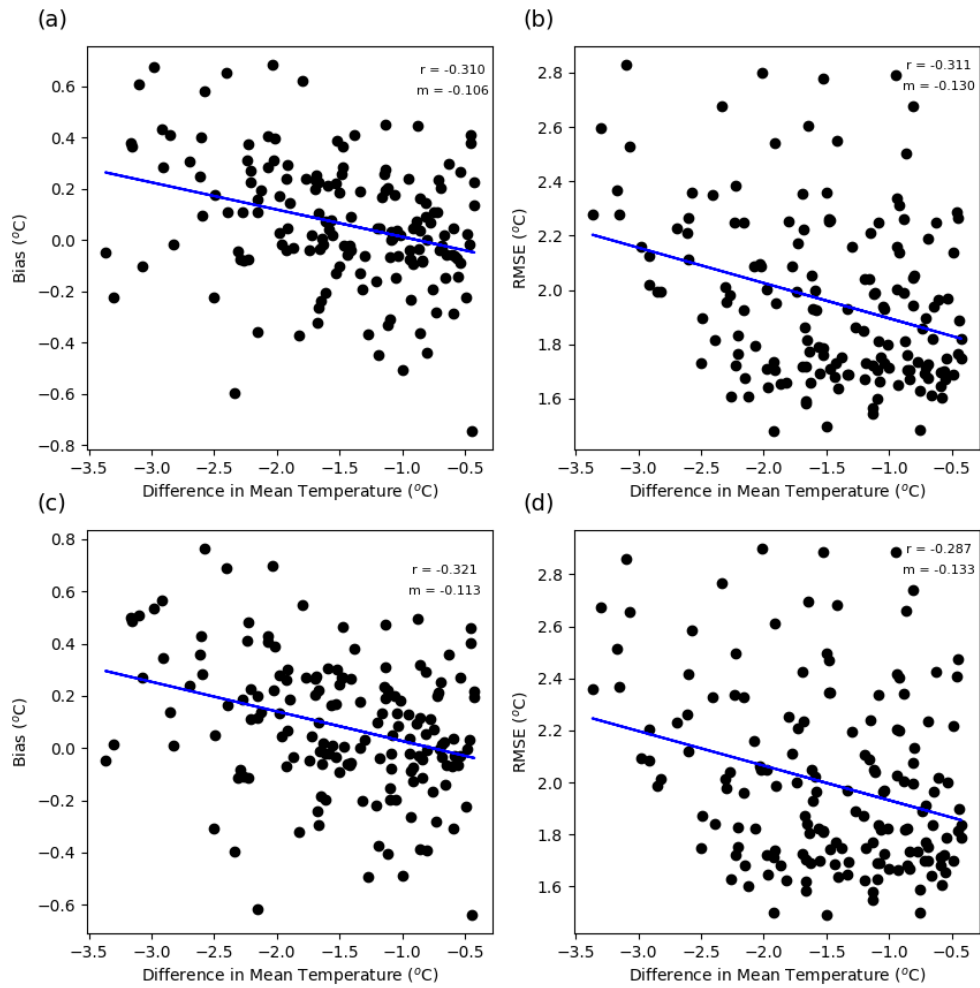 (a)
(b)
r = -0.310
m = -0.106
r = -0.311
m = -0.130
0.6
0.4
0.2
0.0
−0.2
−0.4
−0.6
−0.8
Bias (°C)
2.8
2.6
2.4
2.2
2.0
1.8
1.6
RMSE (°C)
−3.5 −3.0 −2.5 −2.0 −1.5 −1.0 −0.5
Difference in Mean Temperature (°C)
−3.5 −3.0 −2.5 −2.0 −1.5 −1.0 −0.5
Difference in Mean Temperature (°C)
(c)
(d)
r = -0.321
m = -0.113
r = -0.287
m = -0.133
0.8
0.6
0.4
0.2
0.0
−0.2
−0.4
−0.6
Bias (°C)
2.8
2.6
2.4
2.2
2.0
1.8
1.6
RMSE (°C)
−3.5 −3.0 −2.5 −2.0 −1.5 −1.0 −0.5
Difference in Mean Temperature (°C)
−3.5 −3.0 −2.5 −2.0 −1.5 −1.0 −0.5
Difference in Mean Temperature (°C)